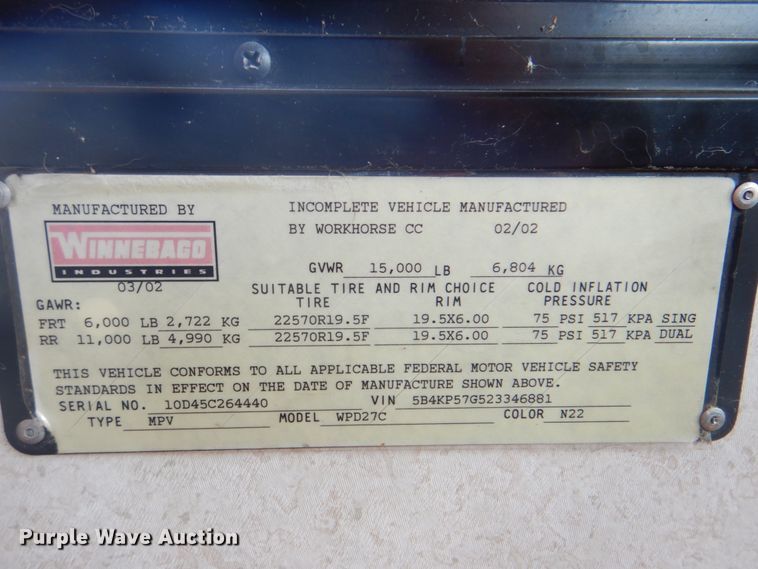 MANUFACTURED BY
WINNEBAGO
INDUSTRIES
03/02
INCOMPLETE VEHICLE MANUFACTURED
BY WORKHORSE CC 02/02
GVWR 15,000 LB 6,804 KG
SUITABLE TIRE AND RIM CHOICE COLD INFLATION
GAWR: TIRE RIM PRESSURE
FRT 6,000 LB 2,722 KG 22570R19.5F 19.5X6.00 75 PSI 517 KPA SING
RR 11,000 LB 4,990 KG 22570R19.5F 19.5X6.00 75 PSI 517 KPA DUAL
THIS VEHICLE CONFORMS TO ALL APPLICABLE FEDERAL MOTOR VEHICLE SAFETY
STANDARDS IN EFFECT ON THE DATE OF MANUFACTURE SHOWN ABOVE.
SERIAL NO. 10D45C264440 VIN 5B4KP57G523346881
TYPE MPV MODEL WPD27C COLOR N22
Purple Wave Auction
Purple Wave Auction